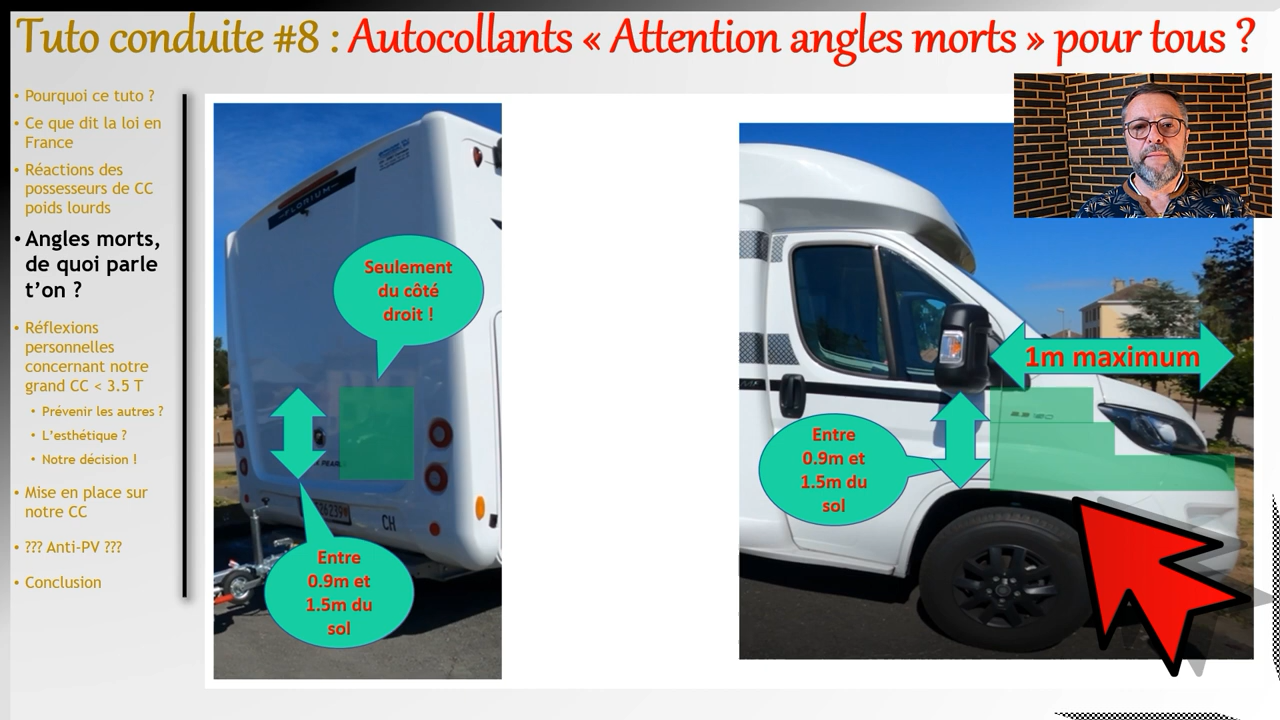 Tuto conduite #8 : Autocollants « Attention angles morts » pour tous ?
• Pourquoi ce tuto ?
• Ce que dit la loi en
France
• Réactions des
possesseurs de CC
poids lourds
• Angles morts,
de quoi parle
t’on ?
• Réflexions
personnelles
concernant notre
grand CC < 3.5 T
• Prévenir les autres ?
• L’esthétique ?
• Notre décision !
• Mise en place sur
notre CC
• ??? Anti-PV ???
• Conclusion
FLORIUM
Seulement
du côté
droit !
PEARL
CH
Entre
0.9m et
1.5m du
sol
1m maximum
Entre
0.9m et
1.5m du
sol